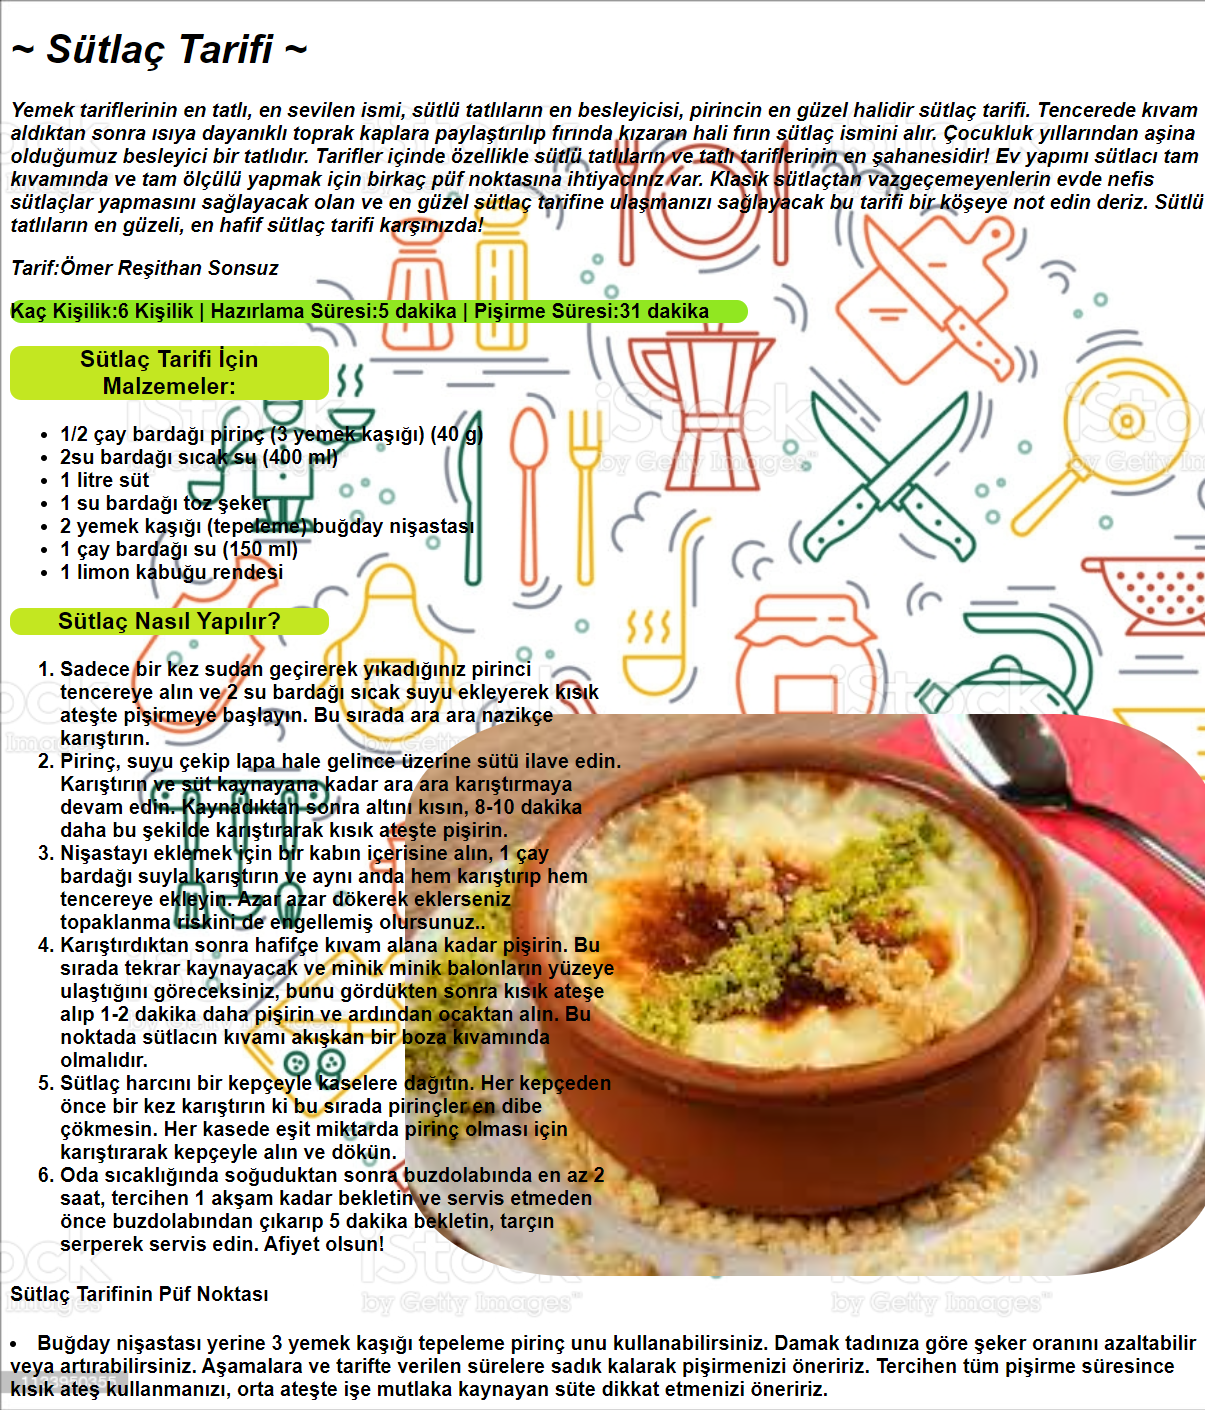 ~ Sütlaç Tarifi ~
Yemek tariflerinin en tatlı, en sevilen ismi, sütlü tatlıların en besleyicisi, pirincin en güzel halidir sütlaç tarifi. Tencerede kıvam
aldıktan sonra ısıya dayanıklı toprak kaplara paylaştırılıp fırında kızaran hali fırın sütlaç ismini alır. Çocukluk yıllarından aşina
olduğumuz besleyici bir tatlıdır. Tarifler içinde özellikle sütlü tatlıların ve tatlı tariflerinin en şahanesidir! Ev yapımı sütlacı tam
kıvamında ve tam ölçülü yapmak için birkaç püf noktasına ihtiyacınız var. Klasik sütlaçtan vazgeçemeyenlerin evde nefis
sütlaçlar yapmasını sağlayacak olan ve en güzel sütlaç tarifine ulaşmanızı sağlayacak bu tarifi bir köşeye not edin deriz. Sütlü
tatlıların en güzeli, en hafif sütlaç tarifi karşınızda!
Tarif:Ömer Reşithan Sonsuz
Kaç Kişilik:6 Kişilik | Hazırlama Süresi:5 dakika | Pişirme Süresi:31 dakika
Sütlaç Tarifi İçin
Malzemeler:
• 1/2 çay bardağı pirinç (3 yemek kaşığı) (40 g)
• 2su bardağı sıcak su (400 ml)
• 1 litre süt
• 1 su bardağı toz şeker
• 2 yemek kaşığı (tepeleme) buğday nişastası
• 1 çay bardağı su (150 ml)
• 1 limon kabuğu rendesi
Sütlaç Nasıl Yapılır?
1. Sadece bir kez sudan geçirerek yıkadığınız pirinci
tencereye alın ve 2 su bardağı sıcak suyu ekleyerek kısık
ateşte pişirmeye başlayın. Bu sırada ara ara nazikçe
karıştırın.
2. Pirinç, suyu çekip lapa hale gelince üzerine sütü ilave edin.
Karıştırın ve süt kaynayana kadar ara ara karıştırmaya
devam edin. Kaynadıktan sonra altını kısın, 8-10 dakika
daha bu şekilde karıştırarak kısık ateşte pişirin.
3. Nişastayı eklemek için bir kabın içerisine alın, 1 çay
bardağı suyla karıştırın ve aynı anda hem karıştırıp hem
tencereye ekleyin. Azar azar dökerek eklerseniz
topaklanma riskini de engellemiş olursunuz..
4. Karıştırdıktan sonra hafifçe kıvam alana kadar pişirin. Bu
sırada tekrar kaynayacak ve minik minik balonların yüzeye
ulaştığını göreceksiniz, bunu gördükten sonra kısık ateşe
alıp 1-2 dakika daha pişirin ve ardından ocaktan alın. Bu
noktada sütlacın kıvamı akışkan bir boza kıvamında
olmalıdır.
5. Sütlaç harcını bir kepçeyle kaselere dağıtın. Her kepçeden
önce bir kez karıştırın ki bu sırada pirinçler en dibe
çökmesin. Her kasede eşit miktarda pirinç olması için
karıştırarak kepçeyle alın ve dökün.
6. Oda sıcaklığında soğuduktan sonra buzdolabında en az 2
saat, tercihen 1 akşam kadar bekletin ve servis etmeden
önce buzdolabından çıkarıp 5 dakika bekletin, tarçın
serperek servis edin. Afiyet olsun!
Sütlaç Tarifinin Püf Noktası
• Buğday nişastası yerine 3 yemek kaşığı tepeleme pirinç unu kullanabilirsiniz. Damak tadınıza göre şeker oranını azaltabilir
veya artırabilirsiniz. Aşamalara ve tarifte verilen sürelere sadık kalarak pişirmenizi öneririz. Tercihen tüm pişirme süresince
kısık ateş kullanmanızı, orta ateşte işe mutlaka kaynayan süte dikkat etmenizi öneririz.
iStock
by Getty Images™